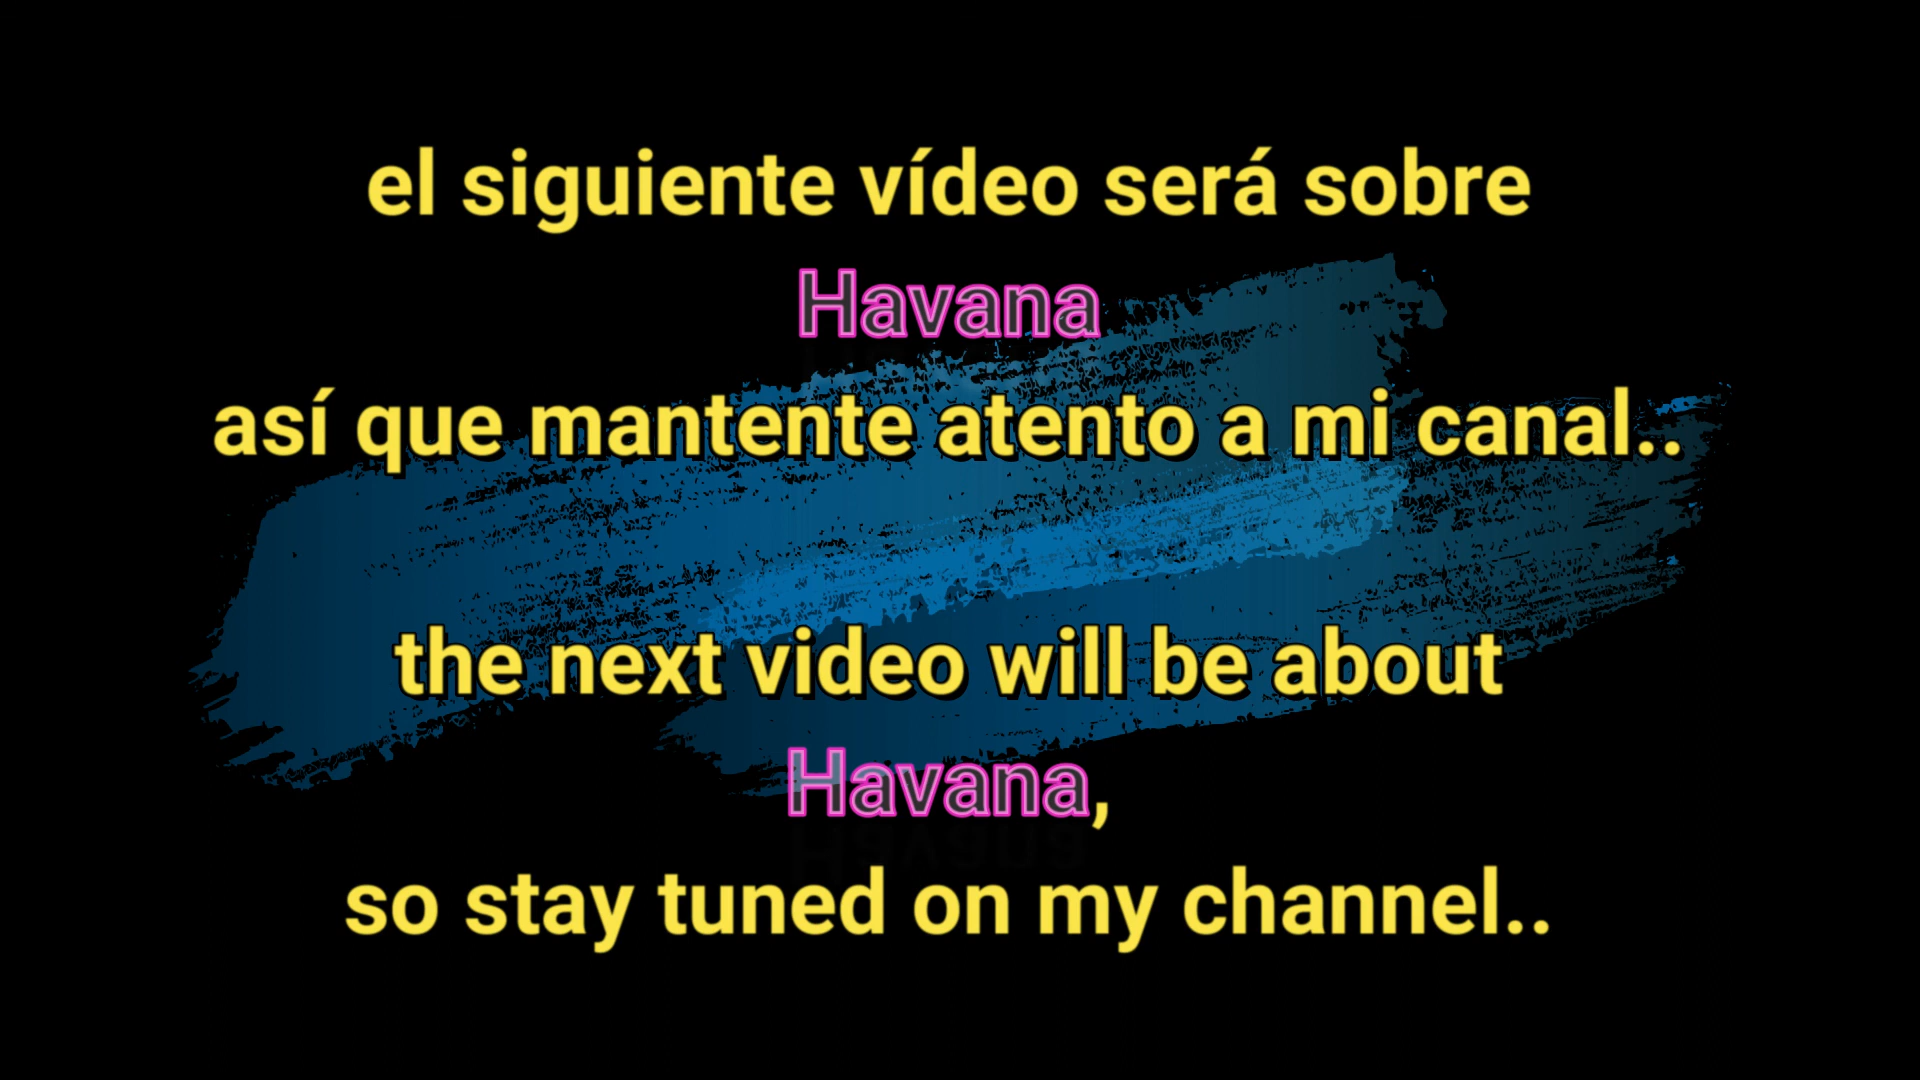 el siguiente vídeo será sobre
Havana
así que mantente atento a mi canal..
the next video will be about
Havana,
so stay tuned on my channel..